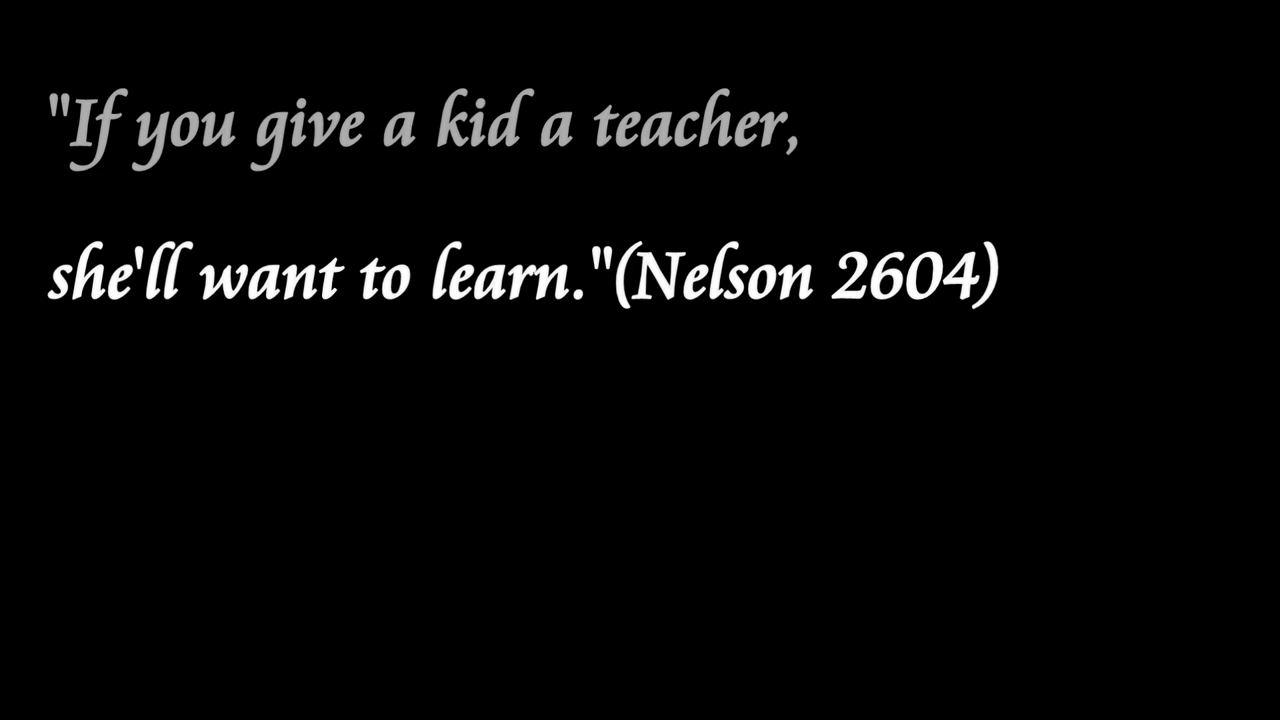 "If you give a kid a teacher,
she'll want to learn."(Nelson 2604)